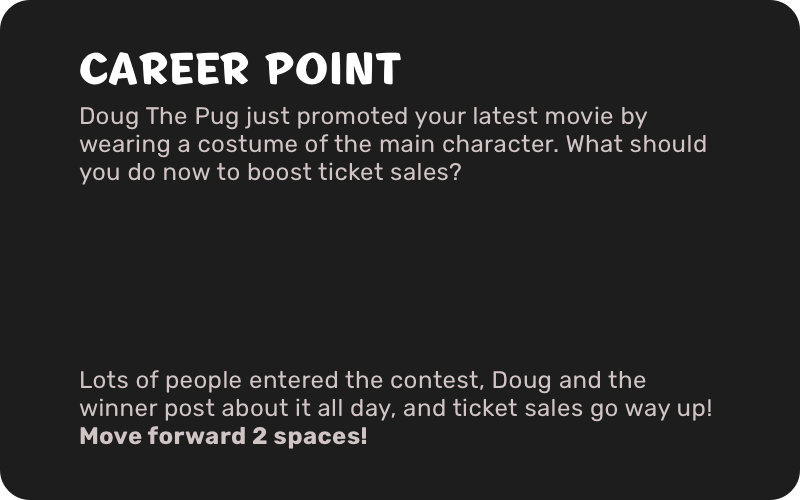 CAREER POINT
Doug The Pug just promoted your latest movie by
wearing a costume of the main character. What should
you do now to boost ticket sales?
Lots of people entered the contest, Doug and the
winner post about it all day, and ticket sales go way up!
Move forward 2 spaces!